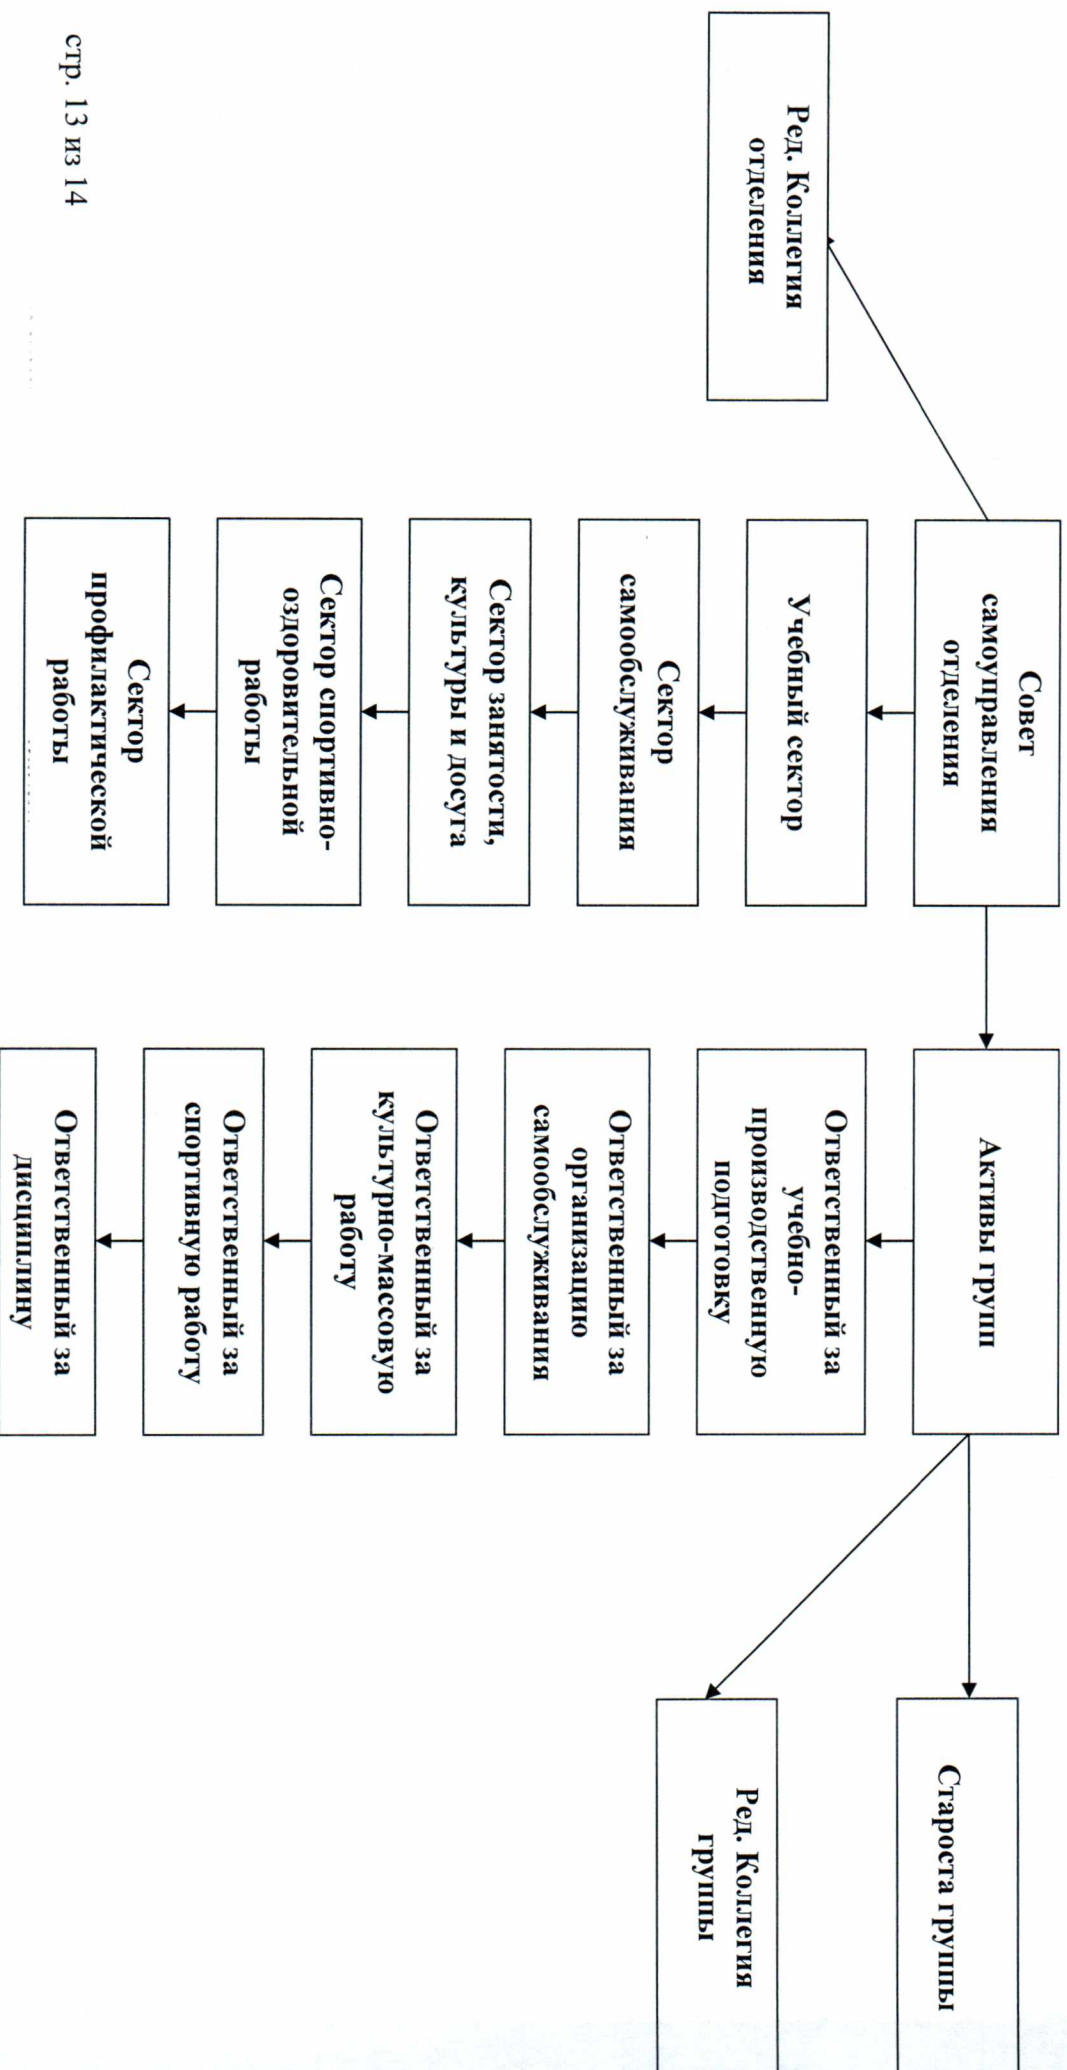 Совет
самоуправления
отделения
Активы групп
Староста группы
Ред. Коллегия
отделения
Ред. Коллегия
группы
Учебный сектор
Сектор
самообслуживания
Сектор занятости,
культуры и досуга
Сектор спортивно-
оздоровительной
работы
Сектор
профилактической
работы
Ответственный за
учебно-
производственную
подготовку
Ответственный за
организацию
самообслуживания
Ответственный за
культурно-массовую
работу
Ответственный за
спортивную работу
Ответственный за
дисциплину
стр. 13 из 14